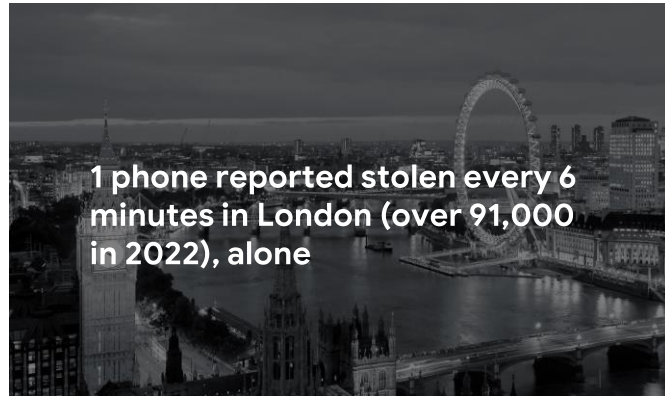 1 phone reported stolen every 6
minutes in London (over 91,000
in 2022), alone